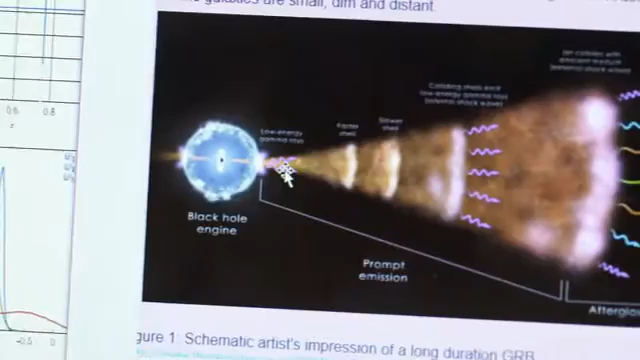 galaxies are small, dim and distant.
Jet collides with
ambient medium
(external shock wave)
Colliding shells emit
low-energy gamma rays
(internal shock wave)
Slower
shell
Faster
shell
Low-energy
gamma rays
Black hole
engine
Prompt
emission
Afterglow
gure 1: Schematic artist's impression of a long duration GRB
0.6 0.8
-0.5 0